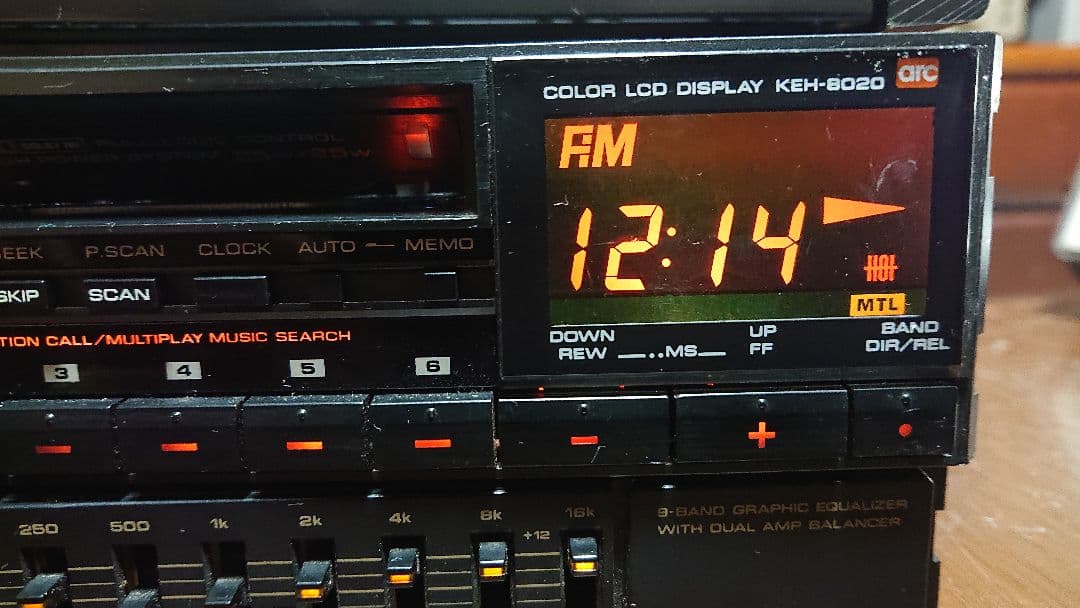 COLOR LCD DISPLAY KEH-8020 arc
FM
12:14
MTL
SEEK P.SCAN CLOCK AUTO — MEMO
SKIP SCAN
TION CALL/MULTIPLAY MUSIC SEARCH
3 4 5 6
DOWN UP BAND
REW —..MS— FF DIR/REL
− − − − − +
250 500 1k 2k 4k 8k 16k
+12
9-BAND GRAPHIC EQUALIZER
WITH DUAL AMP BALANCER